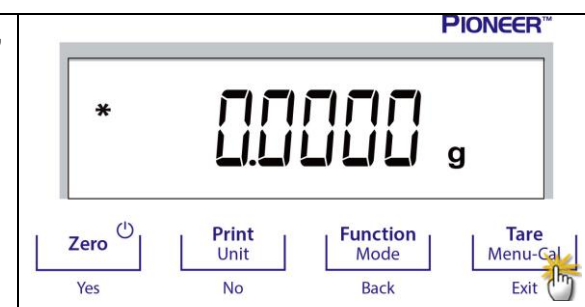 PIONEER™
* 0.0000 g
Zero Print Function Tare
Unit Mode Menu-Cal
Yes No Back Exit